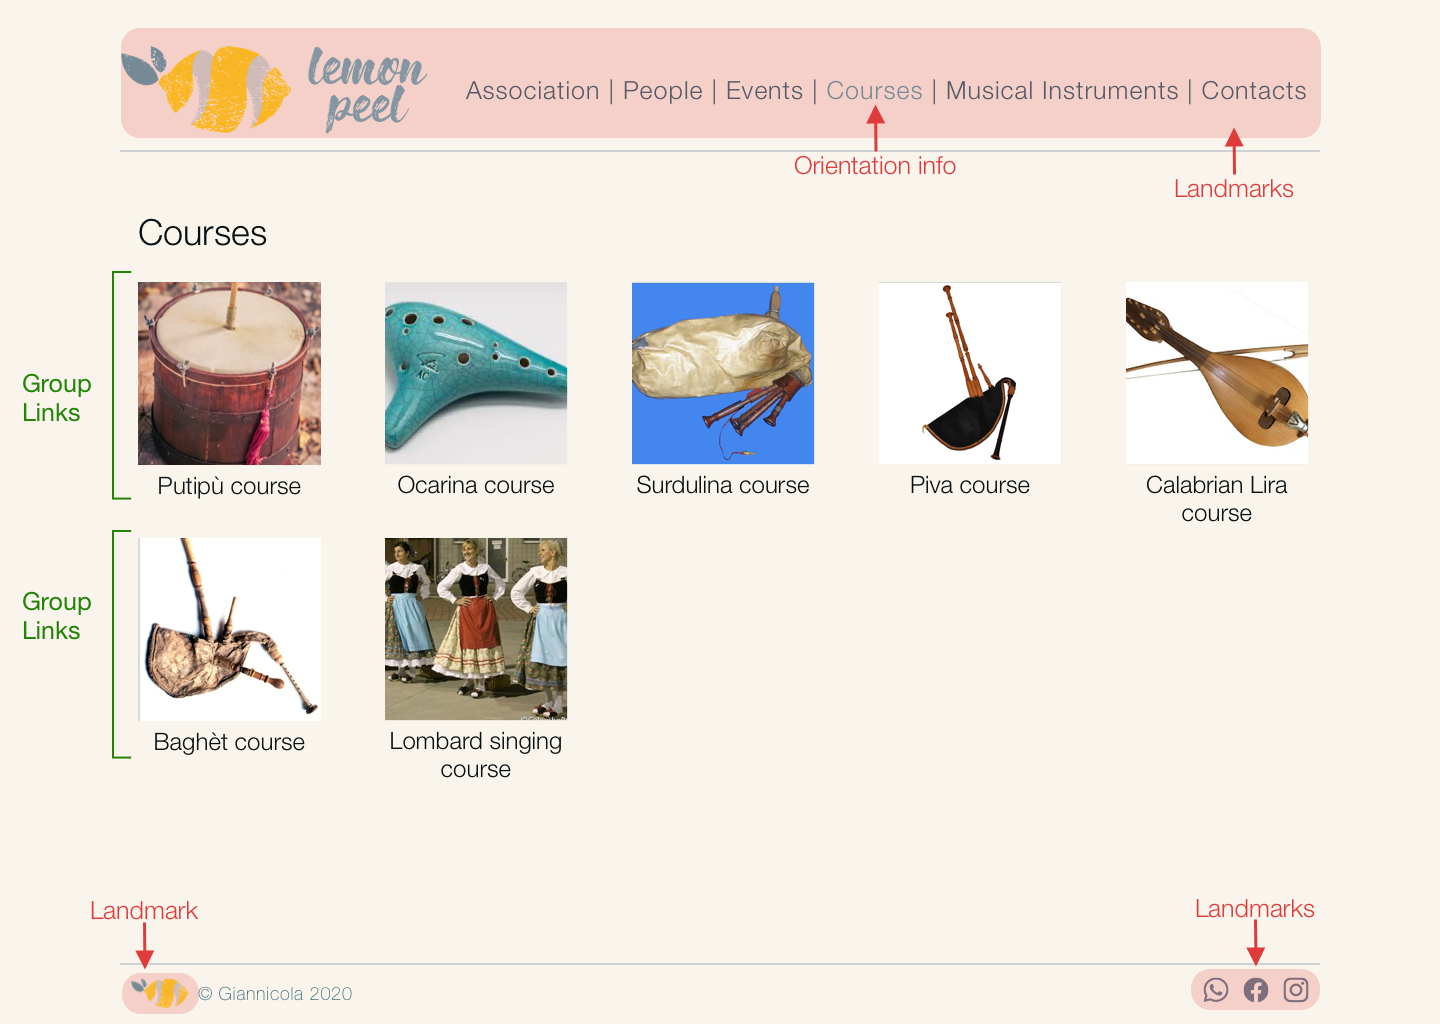 lemon
peel
Association | People | Events | Courses | Musical Instruments | Contacts
Orientation info
Landmarks
Courses
Group
Links
Putipù course
Ocarina course
Surdulina course
Piva course
Calabrian Lira
course
Group
Links
Baghèt course
Lombard singing
course
Landmark
Landmarks
© Giannicola 2020